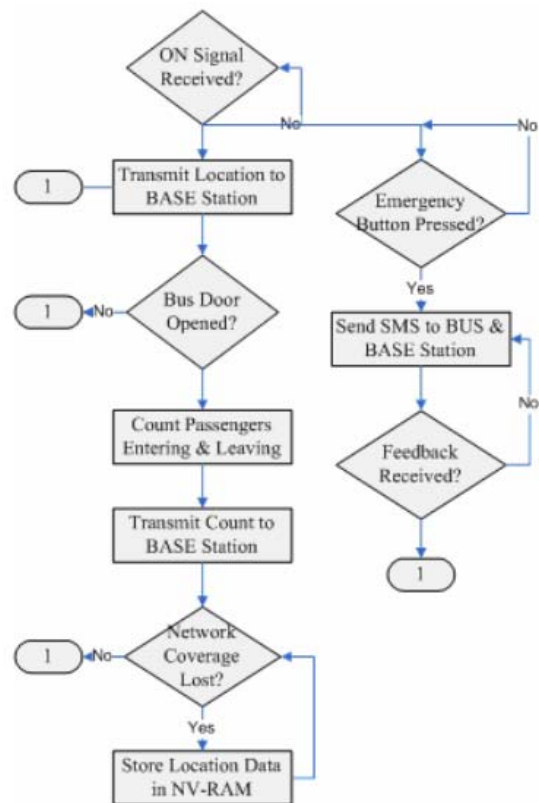 ON Signal
Received?
No
No
1
Transmit Location to
BASE Station
Emergency
Button Pressed?
Yes
1
No
Bus Door
Opened?
Send SMS to BUS &
BASE Station
No
Count Passengers
Entering & Leaving
Feedback
Received?
Transmit Count to
BASE Station
1
1
No
Network
Coverage
Lost?
Yes
Store Location Data
in NV-RAM